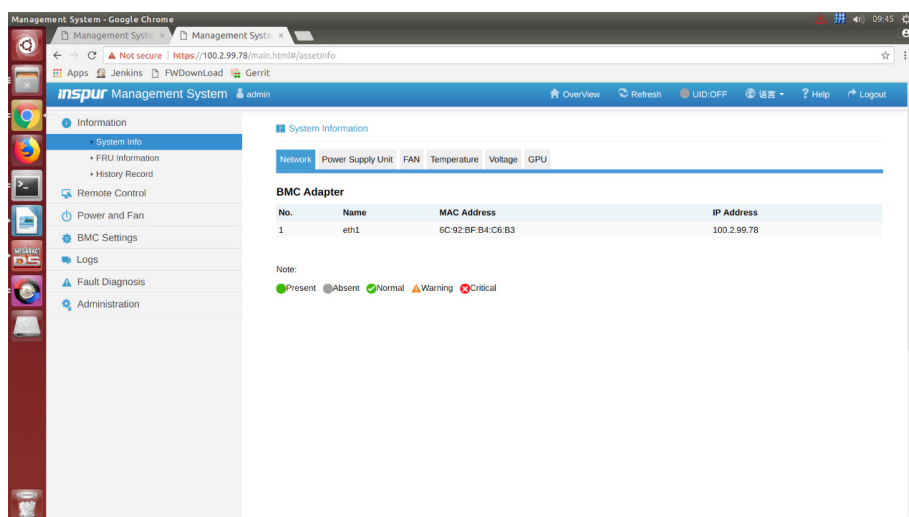 Management System - Google Chrome
拼 09:45
Management Syste × Management Syste ×
Not secure https://100.2.99.78/main.html#/assetInfo
Apps Jenkins FWDownLoad Gerrit
inspur Management System admin OverView Refresh UID:OFF 语言 ? Help Logout
Information
System Info
FRU Information
History Record
Remote Control
Power and Fan
BMC Settings
Logs
Fault Diagnosis
Administration
System Information
Network Power Supply Unit FAN Temperature Voltage GPU
BMC Adapter
No. Name MAC Address IP Address
1 eth1 6C:92:BF:B4:C6:B3 100.2.99.78
Note:
Present Absent Normal Warning Critical
MEGARAC